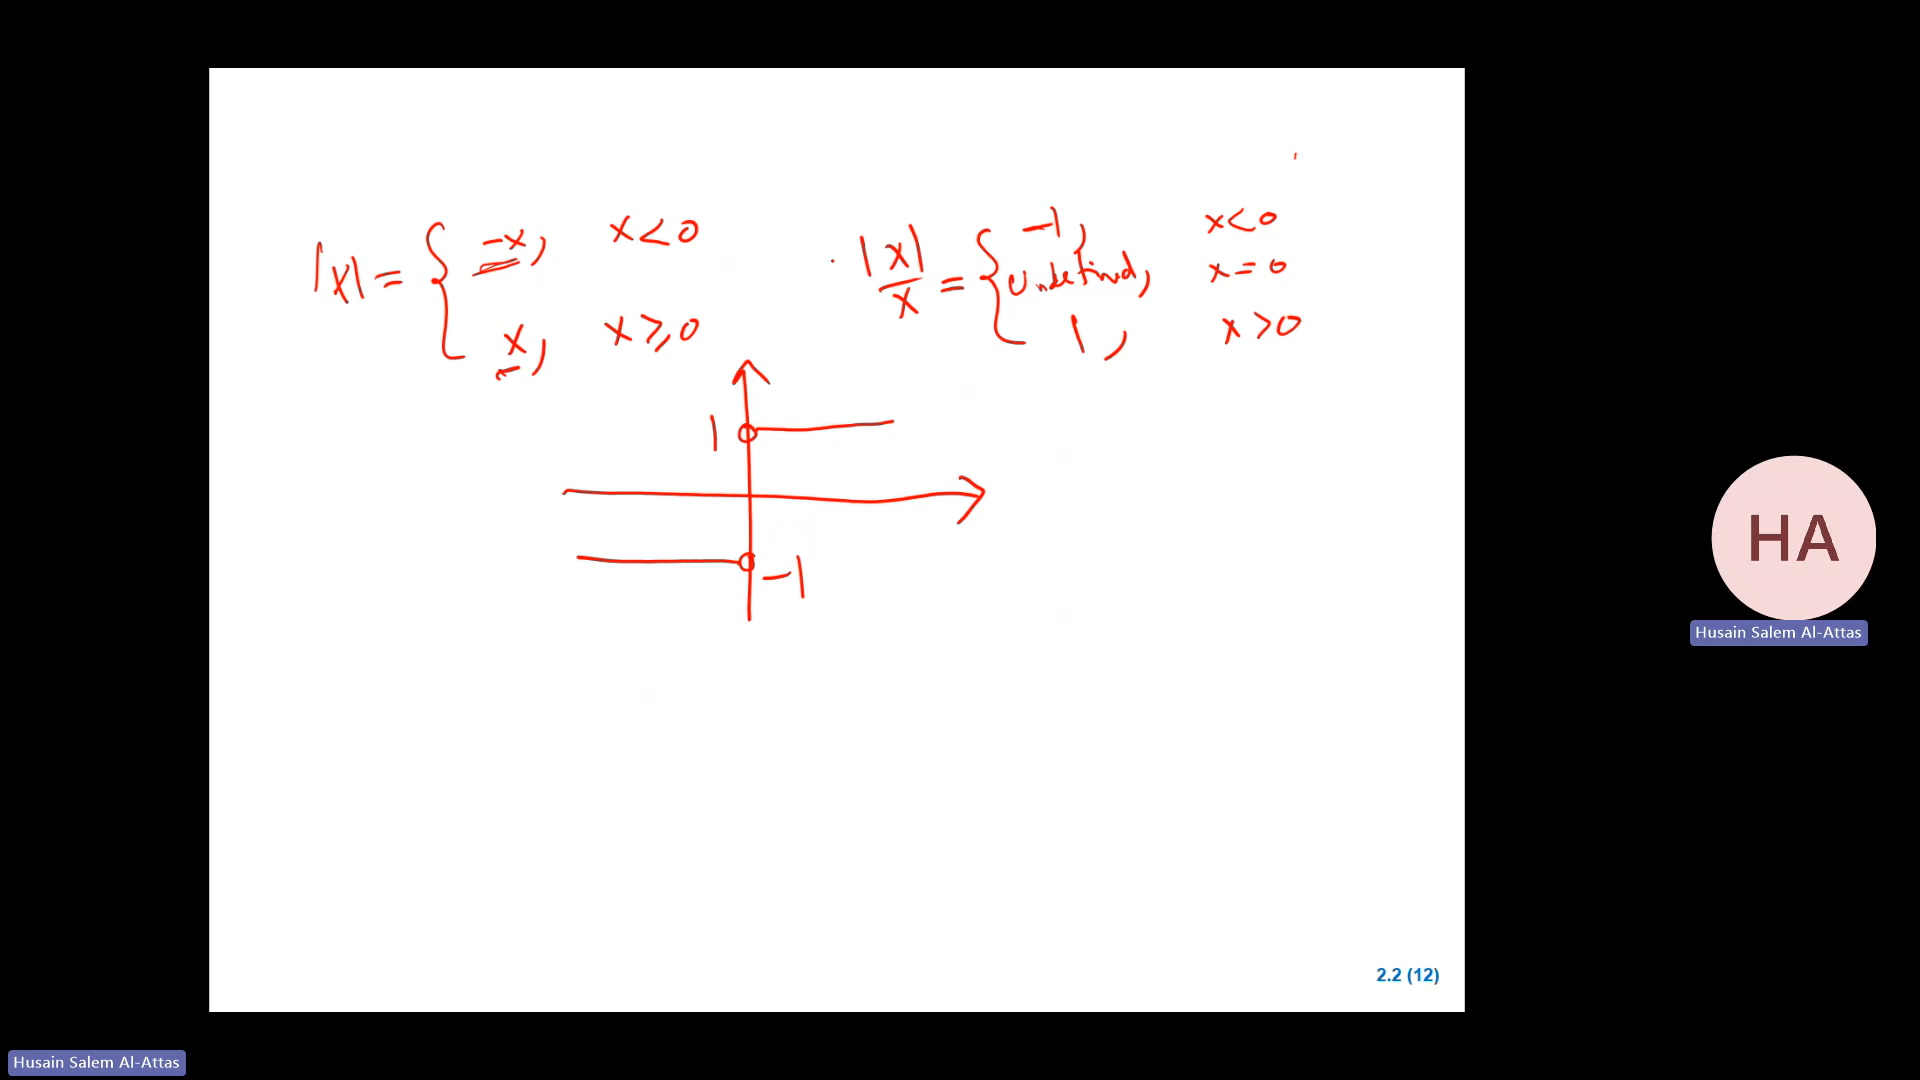 |x| = { -x, x<0
x, x≥0
|x|/x = { -1, x<0
undefined, x=0
1, x>0
1
-1
2.2 (12)
HA
Husain Salem Al-Attas
Husain Salem Al-Attas